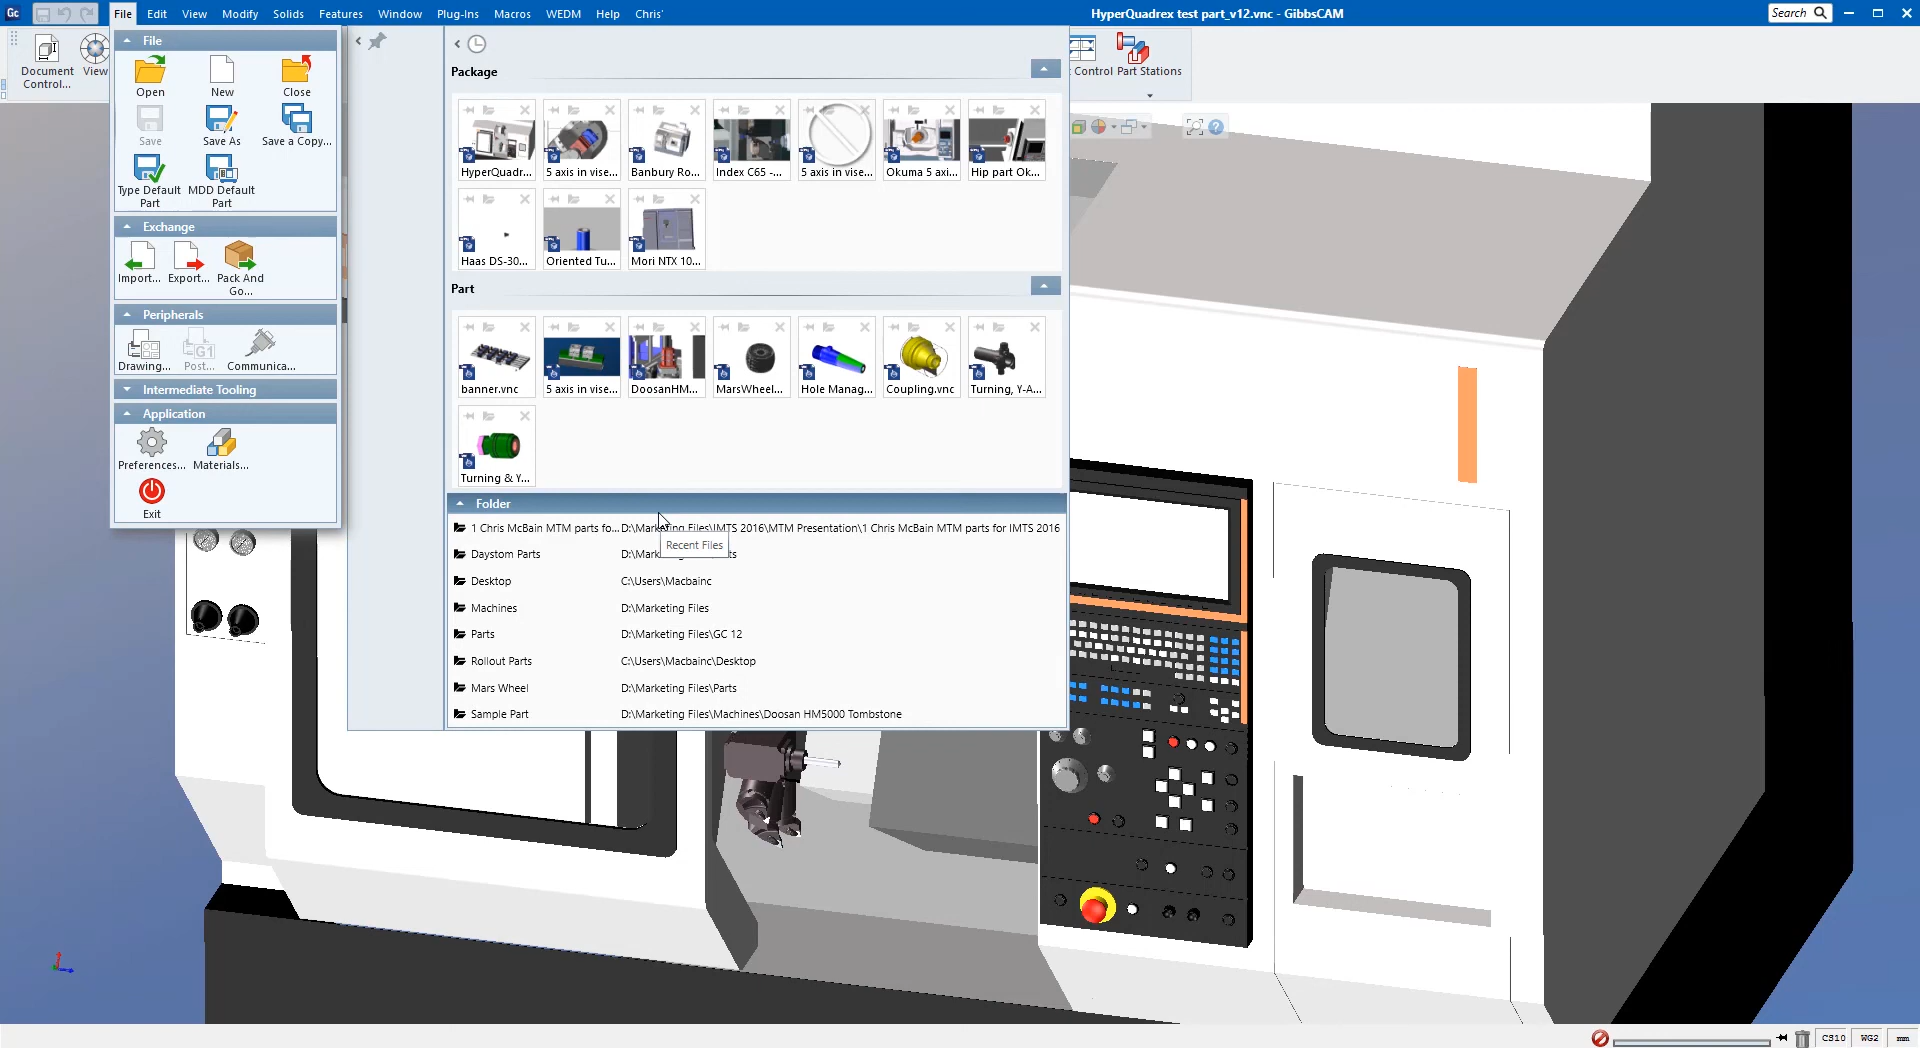 Gc
File Edit View Modify Solids Features Window Plug-Ins Macros WEDM Help Chris'
HyperQuadrex test part_v12.vnc - GibbsCAM
Search
Document
Control...
View
File
Open
New
Close
Save
Save As
Save a Copy...
Type Default
Part
MDD Default
Part
Exchange
Import...
Export...
Pack And
Go...
Peripherals
Drawing...
G1
Post...
Communica...
Intermediate Tooling
Application
Preferences...
Materials...
Exit
Package
HyperQuadr...
5 axis in vise...
Banbury Ro...
Index C65 -...
5 axis in vise...
Okuma 5 axi...
Hip part Ok...
Haas DS-30...
Oriented Tu...
Mori NTX 10...
Part
banner.vnc
5 axis in vise...
DoosanHM...
MarsWheel...
Hole Manag...
Coupling.vnc
Turning, Y-A...
Turning & Y...
Folder
1 Chris McBain MTM parts fo... D:\Marketing Files\IMTS 2016\MTM Presentation\1 Chris McBain MTM parts for IMTS 2016
Recent Files
Daystom Parts
Desktop C:\Users\Macbainc
Machines D:\Marketing Files
Parts D:\Marketing Files\GC 12
Rollout Parts C:\Users\Macbainc\Desktop
Mars Wheel D:\Marketing Files\Parts
Sample Part D:\Marketing Files\Machines\Doosan HM5000 Tombstone
Control
Part Stations
CS10
WG2
mm